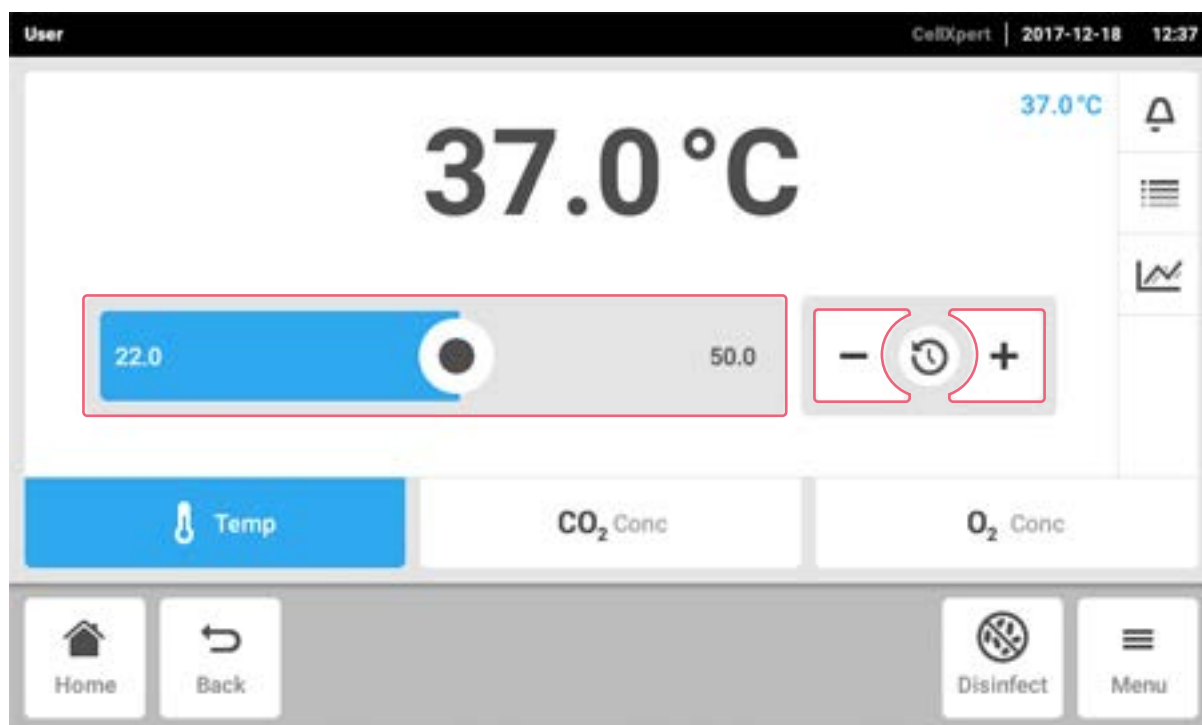 User CellXpert | 2017-12-18 12:37
37.0 °C
37.0 °C
22.0 50.0 − +
Temp CO₂ Conc O₂ Conc
Home Back Disinfect Menu